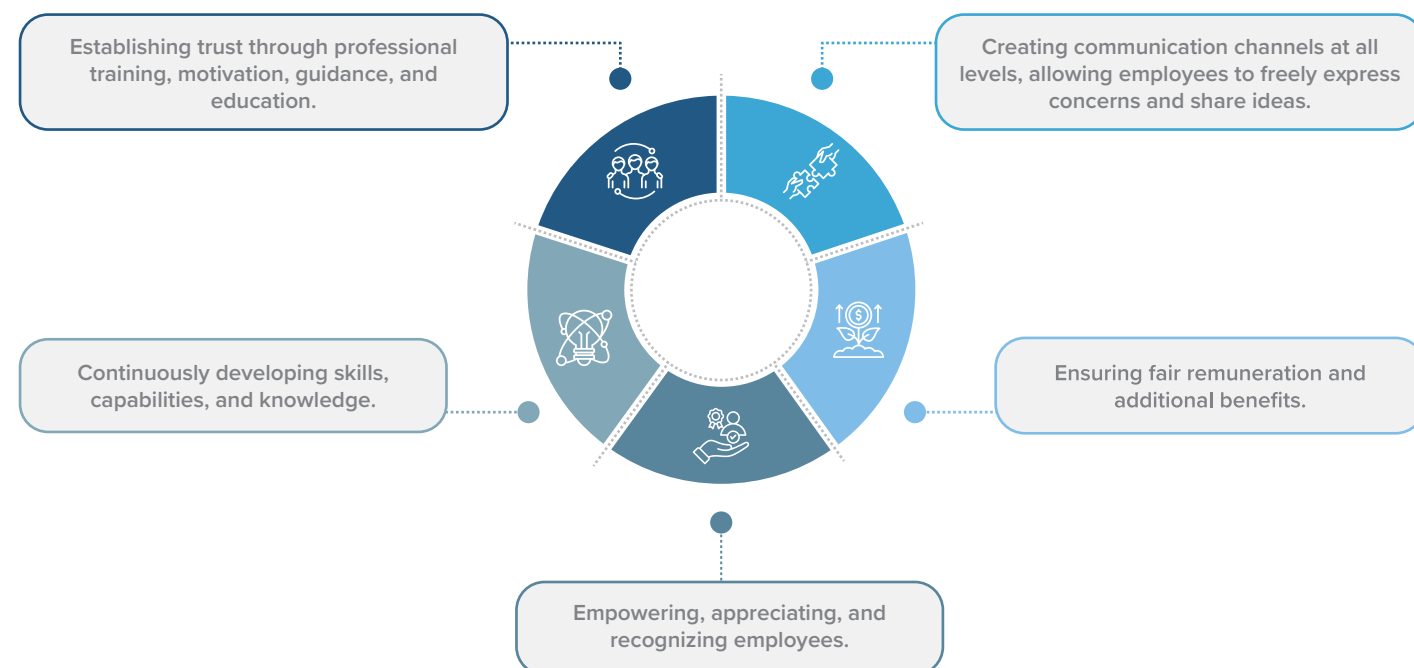 Establishing trust through professional
training, motivation, guidance, and
education.
Creating communication channels at all
levels, allowing employees to freely express
concerns and share ideas.
Continuously developing skills,
capabilities, and knowledge.
Ensuring fair remuneration and
additional benefits.
$
Empowering, appreciating, and
recognizing employees.